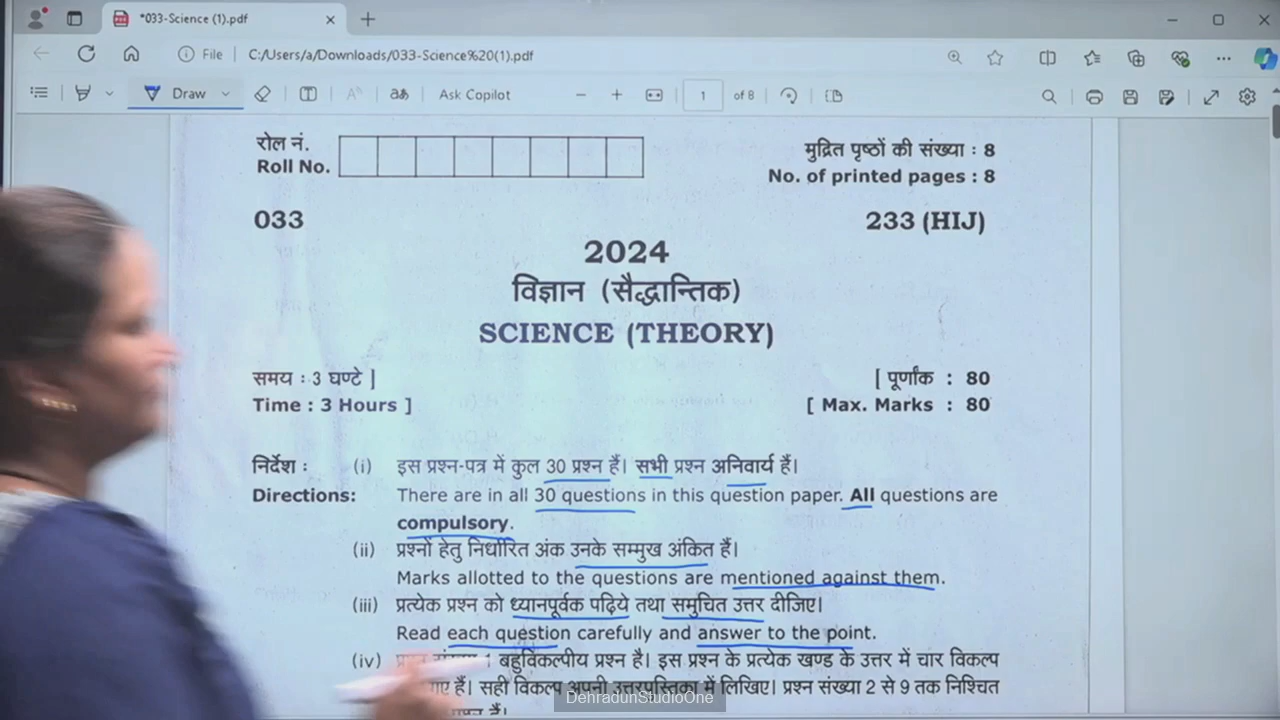 *033-Science (1).pdf
File
C:/Users/a/Downloads/033-Science%20(1).pdf
Draw
Ask Copilot
1
of 8
रोल नं.
Roll No.
मुद्रित पृष्ठों की संख्या : 8
No. of printed pages : 8
033
233 (HIJ)
2024
विज्ञान (सैद्धान्तिक)
SCIENCE (THEORY)
समय : 3 घण्टे ]
[ पूर्णांक : 80
Time : 3 Hours ]
[ Max. Marks : 80
निर्देश : (i) इस प्रश्न-पत्र में कुल 30 प्रश्न हैं। सभी प्रश्न अनिवार्य हैं।
Directions: There are in all 30 questions in this question paper. All questions are
compulsory.
(ii) प्रश्नों हेतु निर्धारित अंक उनके सम्मुख अंकित हैं।
Marks allotted to the questions are mentioned against them.
(iii) प्रत्येक प्रश्न को ध्यानपूर्वक पढ़िये तथा समुचित उत्तर दीजिए।
Read each question carefully and answer to the point.
(iv) 1 बहुविकल्पीय प्रश्न है। इस प्रश्न के प्रत्येक खण्ड के उत्तर में चार विकल्प
हैं। सही विकल्प अपनी उत्तरपुस्तिका में लिखिए। प्रश्न संख्या 2 से 9 तक निश्चित
DehradunStudioOne